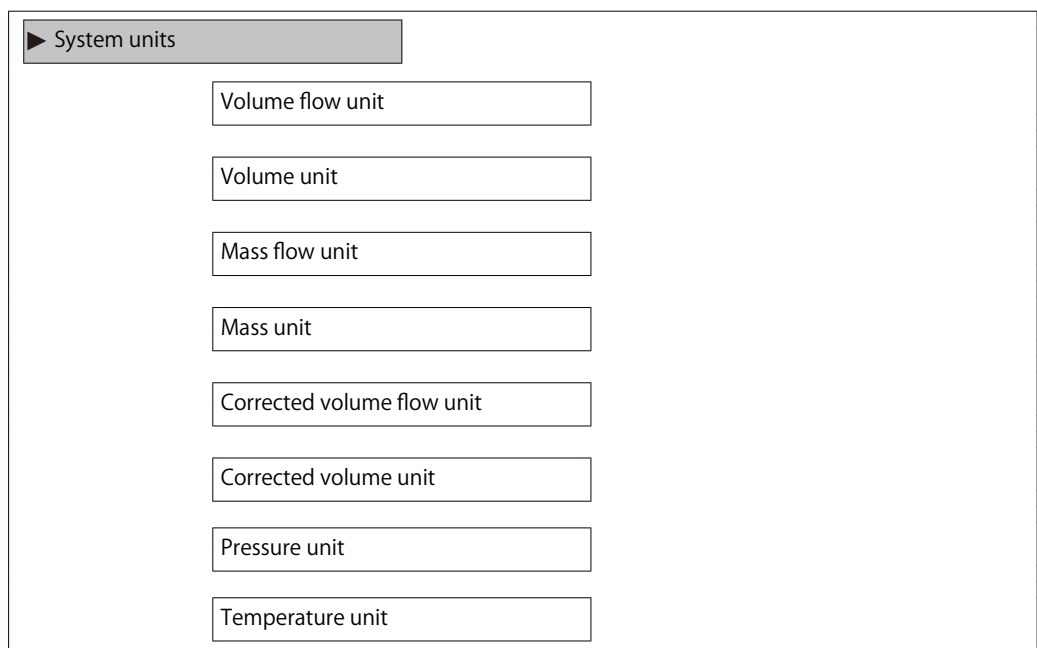 ► System units
Volume flow unit
Volume unit
Mass flow unit
Mass unit
Corrected volume flow unit
Corrected volume unit
Pressure unit
Temperature unit